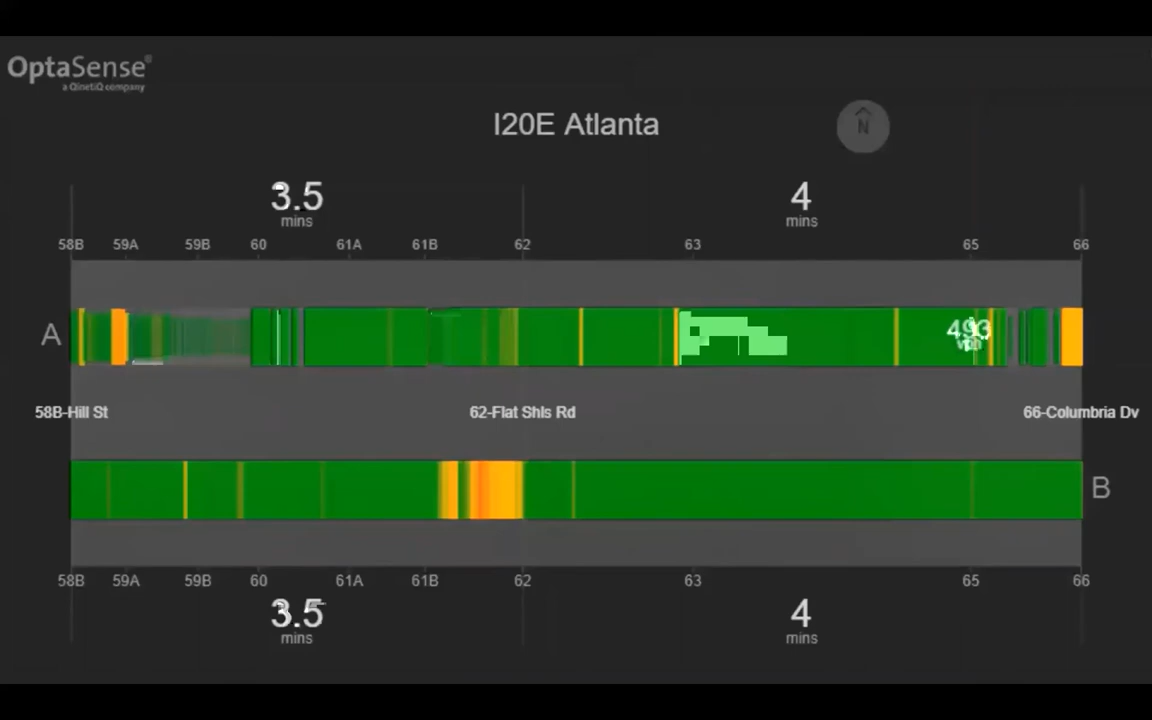 OptaSense®
a QinetiQ company
I20E Atlanta
N
3.5
mins
4
mins
58B 59A 59B 60 61A 61B 62 63 65 66
A
493
vph
58B-Hill St 62-Flat Shls Rd 66-Columbria Dv
B
58B 59A 59B 60 61A 61B 62 63 65 66
3.5
mins
4
mins